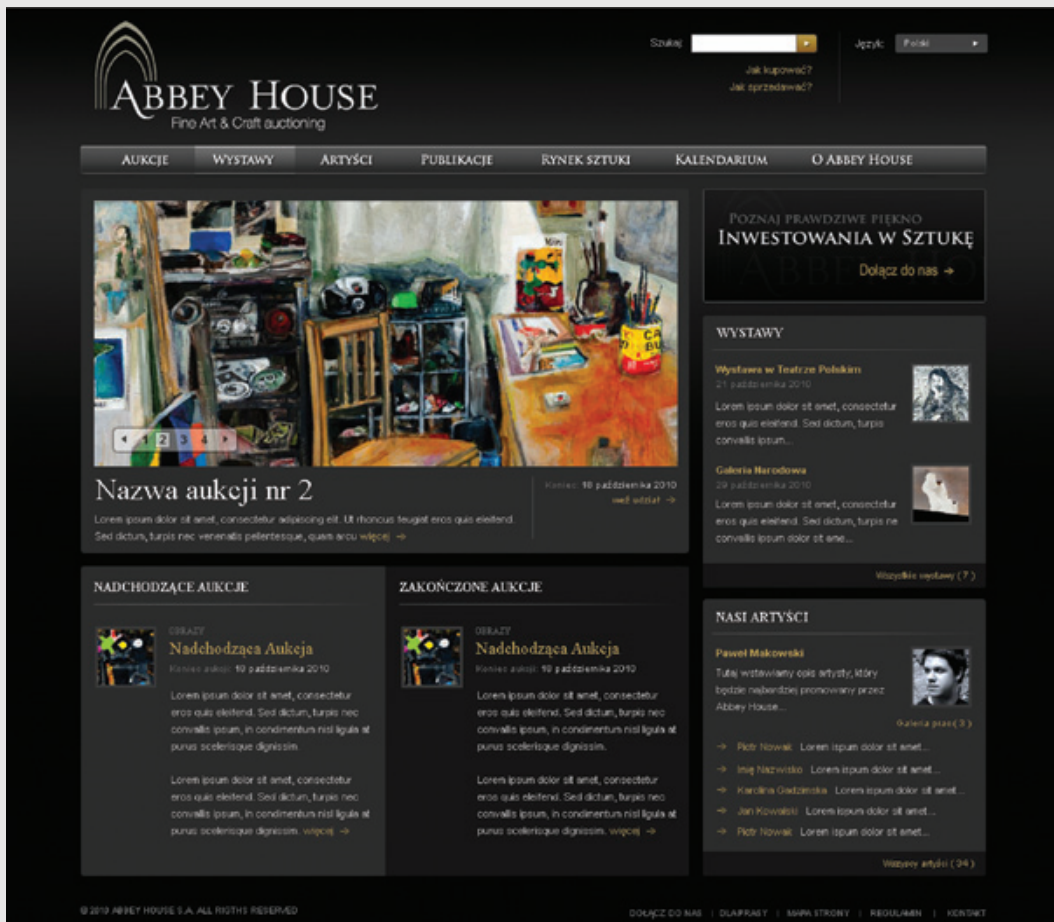 ABBEY HOUSE
Fine Art & Craft auctioning
Szukaj:
Język: Polski
Jak kupować?
Jak sprzedawać?
AUKCJE WYSTAWY ARTYŚCI PUBLIKACJE RYNEK SZTUKI KALENDARIUM O ABBEY HOUSE
1 2 3 4
Nazwa aukcji nr 2
Lorem ipsum dolor sit amet, consectetur adipiscing elit. Ut rhoncus feugiat eros quis eleifend.
Sed dictum, turpis nec venenatis pellentesque, quam arcu więcej →
Koniec: 18 października 2010
weź udział →
POZNAJ PRAWDZIWE PIĘKNO
INWESTOWANIA W SZTUKĘ
Dołącz do nas →
WYSTAWY
Wystawa w Teatrze Polskim
21 października 2010
Lorem ipsum dolor sit amet, consectetur
eros quis eleifend. Sed dictum, turpis
convallis ipsum...
Galeria Narodowa
29 października 2010
Lorem ipsum dolor sit amet, consectetur
eros quis eleifend. Sed dictum, turpis ne
convallis ipsum dolor sit ame...
Wszystkie wystawy ( 7 )
NADCHODZĄCE AUKCJE
OBRAZY
Nadchodząca Aukcja
Koniec aukcji: 18 października 2010
Lorem ipsum dolor sit amet, consectetur
eros quis eleifend. Sed dictum, turpis nec
convallis ipsum, in condimentum nisl ligula at
purus scelerisque dignissim
Lorem ipsum dolor sit amet, consectetur
eros quis eleifend. Sed dictum, turpis nec
convallis ipsum, in condimentum nisl ligula at
purus scelerisque dignissim. więcej →
ZAKOŃCZONE AUKCJE
OBRAZY
Nadchodząca Aukcja
Koniec aukcji: 18 października 2010
Lorem ipsum dolor sit amet, consectetur
eros quis eleifend. Sed dictum, turpis nec
convallis ipsum, in condimentum nisl ligula at
purus scelerisque dignissim.
Lorem ipsum dolor sit amet, consectetur
eros quis eleifend. Sed dictum, turpis nec
convallis ipsum, in condimentum nisl ligula at
purus scelerisque dignissim. więcej →
NASI ARTYŚCI
Paweł Makowski
Tutaj wstawiamy opis artysty, który
będzie najbardziej promowany przez
Abbey House...
Galeria prac ( 3 )
→ Piotr Nowak Lorem ispum dolor sit amet...
→ Imię Nazwisko Lorem ispum dolor sit amet...
→ Karolina Gadzimska Lorem ispum dolor sit amet...
→ Jan Kowalski Lorem ispum dolor sit amet...
→ Piotr Nowak Lorem ispum dolor sit amet...
Wszyscy artyści ( 34 )
© 2010 ABBEY HOUSE S.A. ALL RIGTHS RESERVED
DOŁĄCZ DO NAS | DLA PRASY | MAPA STRONY | REGULAMIN | KONTAKT